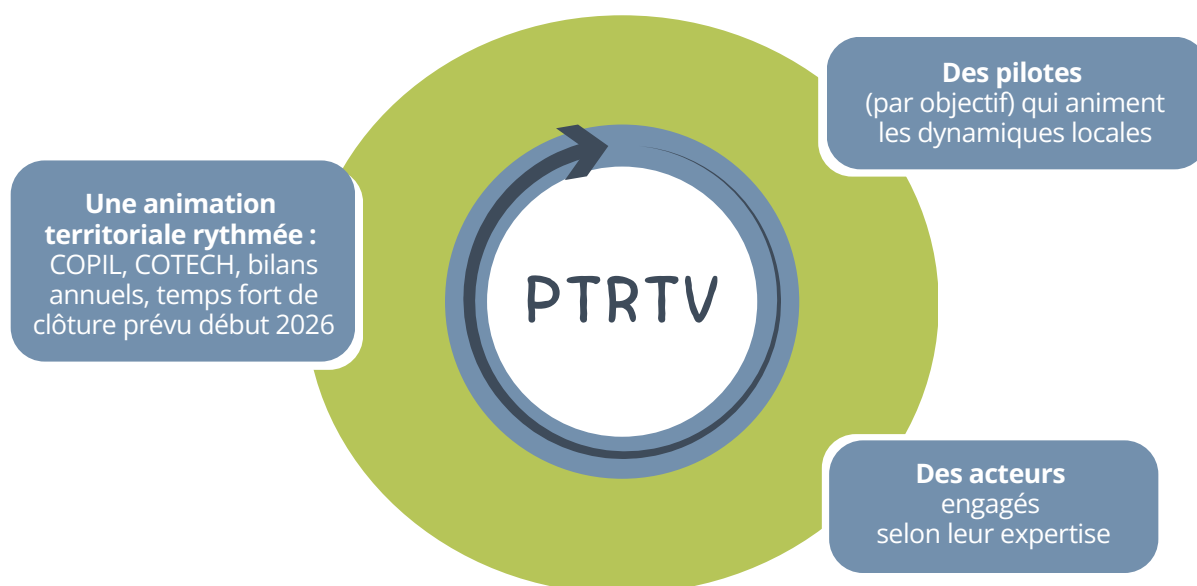 Des pilotes
(par objectif) qui animent
les dynamiques locales
Une animation
territoriale rythmée :
COPIL, COTECH, bilans
annuels, temps fort de
clôture prévu début 2026
PTRTV
Des acteurs
engagés
selon leur expertise